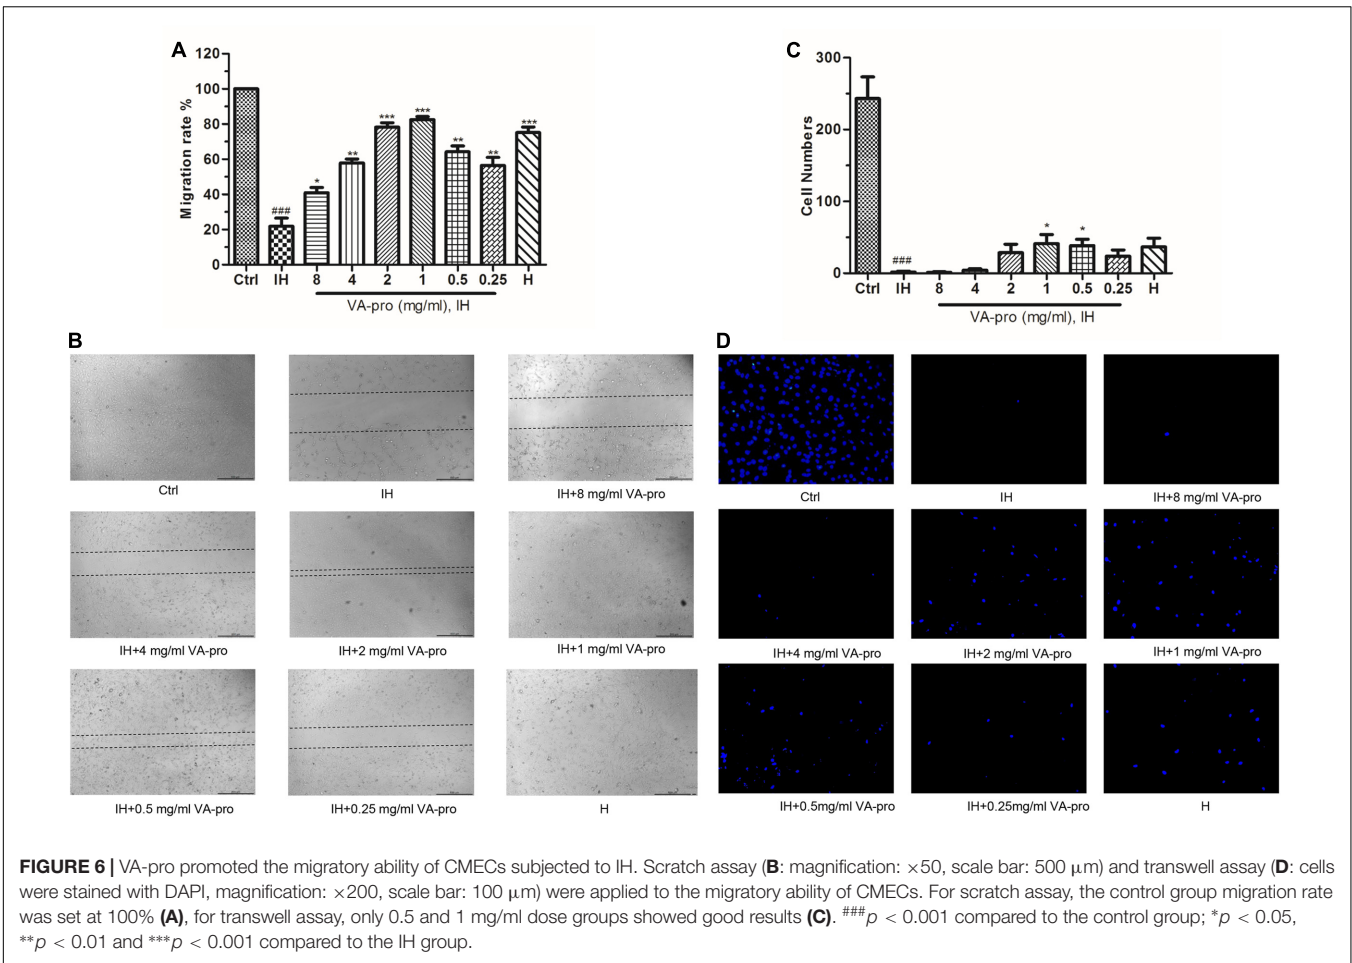 A
120
100
80
60
40
20
0
Migration rate %
###
*
**
***
***
**
**
***
Ctrl IH 8 4 2 1 0.5 0.25 H
VA-pro (mg/ml), IH
C
300
200
100
0
Cell Numbers
###
*
*
Ctrl IH 8 4 2 1 0.5 0.25 H
VA-pro (mg/ml), IH
B
Ctrl IH IH+8 mg/ml VA-pro
IH+4 mg/ml VA-pro IH+2 mg/ml VA-pro IH+1 mg/ml VA-pro
IH+0.5 mg/ml VA-pro IH+0.25 mg/ml VA-pro H
D
Ctrl IH IH+8 mg/ml VA-pro
IH+4 mg/ml VA-pro IH+2 mg/ml VA-pro IH+1 mg/ml VA-pro
IH+0.5mg/ml VA-pro IH+0.25mg/ml VA-pro H
FIGURE 6 | VA-pro promoted the migratory ability of CMECs subjected to IH. Scratch assay (B: magnification: ×50, scale bar: 500 μm) and transwell assay (D: cells
were stained with DAPI, magnification: ×200, scale bar: 100 μm) were applied to the migratory ability of CMECs. For scratch assay, the control group migration rate
was set at 100% (A), for transwell assay, only 0.5 and 1 mg/ml dose groups showed good results (C). ###p < 0.001 compared to the control group; *p < 0.05,
**p < 0.01 and ***p < 0.001 compared to the IH group.